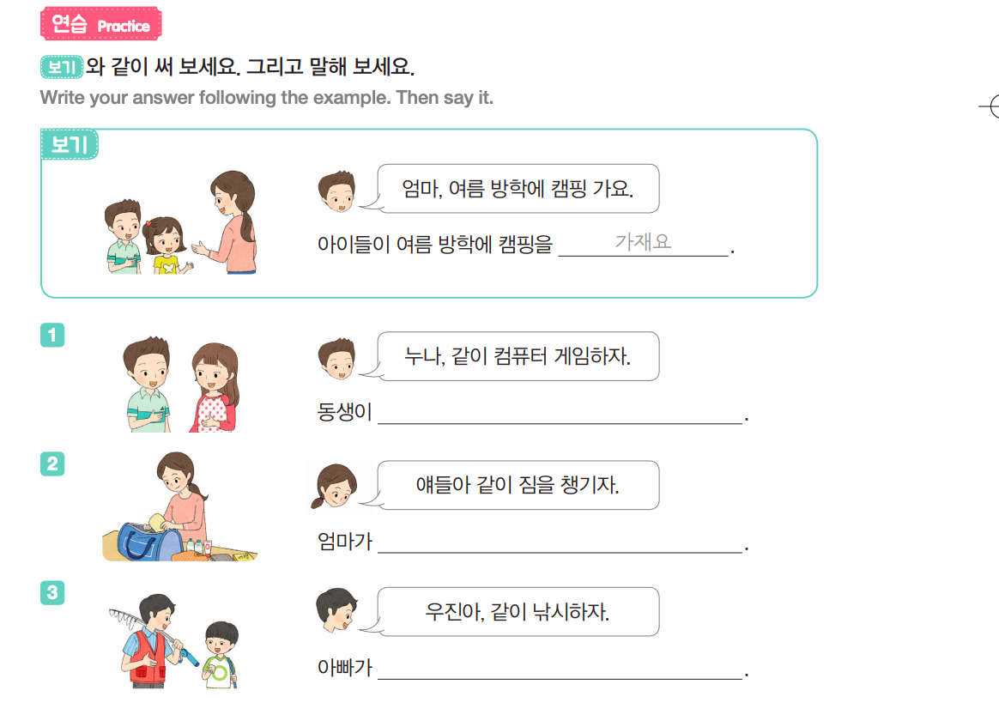 연습 Practice
보기 와 같이 써 보세요. 그리고 말해 보세요.
Write your answer following the example. Then say it.
보기
엄마, 여름 방학에 캠핑 가요.
아이들이 여름 방학에 캠핑을 가재요.
1
누나, 같이 컴퓨터 게임하자.
동생이 .
2
얘들아 같이 짐을 챙기자.
엄마가 .
3
우진아, 같이 낚시하자.
아빠가 .